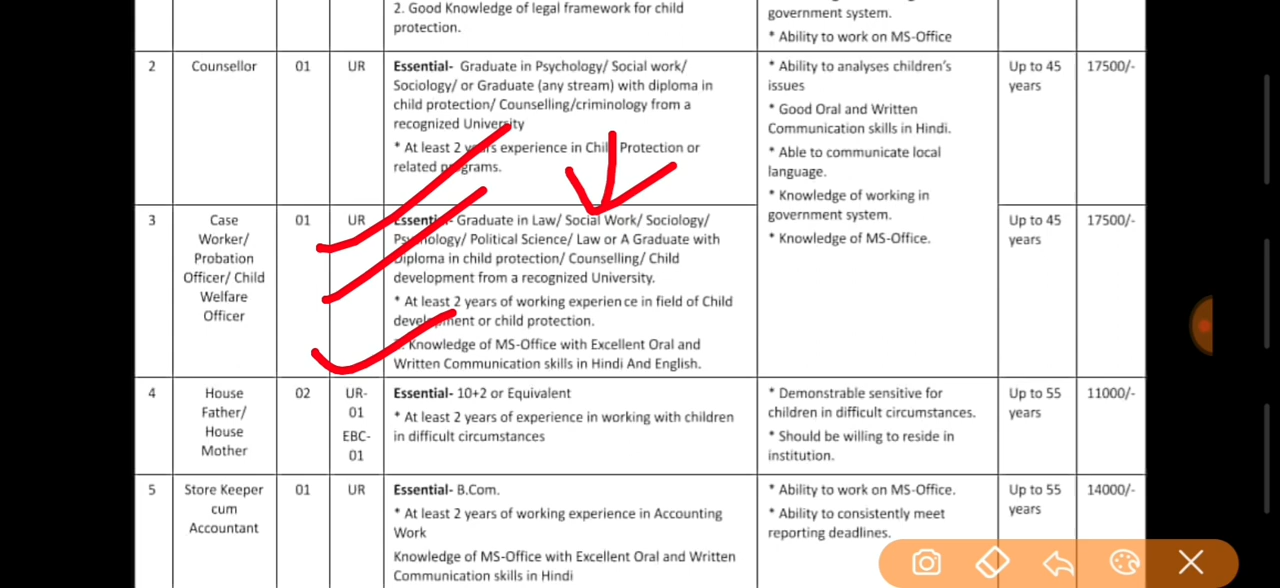 2. Good Knowledge of legal framework for child
protection.
government system.
* Ability to work on MS-Office
2
Counsellor
01
UR
Essential- Graduate in Psychology/ Social work/
Sociology/ or Graduate (any stream) with diploma in
child protection/ Counselling/criminology from a
recognized University
* At least 2 years experience in Child Protection or
related programs.
* Ability to analyses children's
issues
* Good Oral and Written
Communication skills in Hindi.
* Able to communicate local
language.
* Knowledge of working in
government system.
* Knowledge of MS-Office.
Up to 45
years
17500/-
3
Case
Worker/
Probation
Officer/ Child
Welfare
Officer
01
UR
Essential- Graduate in Law/ Social Work/ Sociology/
Psychology/ Political Science/ Law or A Graduate with
Diploma in child protection/ Counselling/ Child
development from a recognized University.
* At least 2 years of working experience in field of Child
development or child protection.
Knowledge of MS-Office with Excellent Oral and
Written Communication skills in Hindi And English.
Up to 45
years
17500/-
4
House
Father/
House
Mother
02
UR-
01
EBC-
01
Essential- 10+2 or Equivalent
* At least 2 years of experience in working with children
in difficult circumstances
* Demonstrable sensitive for
children in difficult circumstances.
* Should be willing to reside in
institution.
Up to 55
years
11000/-
5
Store Keeper
cum
Accountant
01
UR
Essential- B.Com.
* At least 2 years of working experience in Accounting
Work
Knowledge of MS-Office with Excellent Oral and Written
Communication skills in Hindi
* Ability to work on MS-Office.
* Ability to consistently meet
reporting deadlines.
Up to 55
years
14000/-